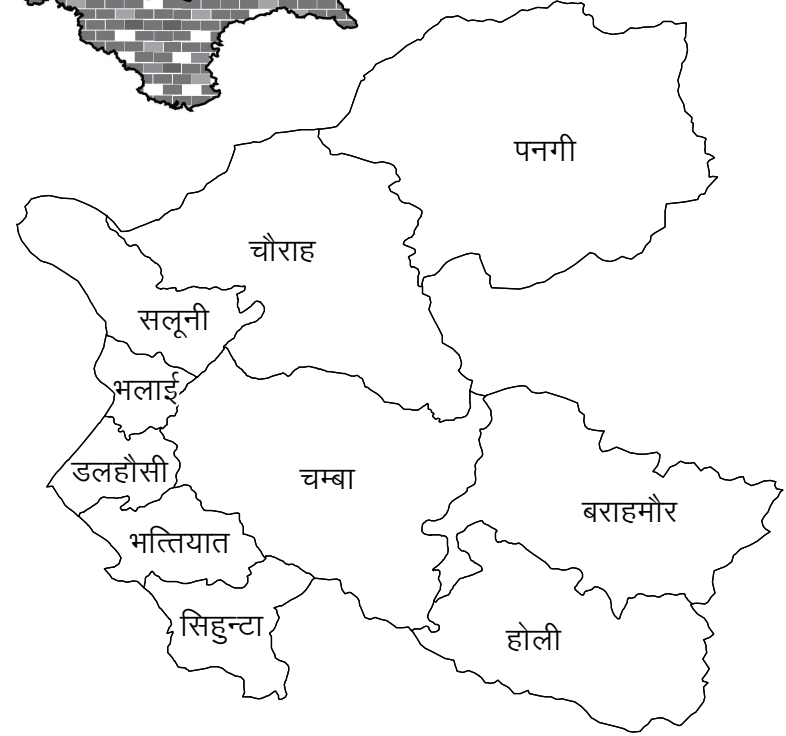 पनगी
चौराह
सलूनी
भलाई
डलहौसी
चम्बा
बराहमौर
भत्तियात
सिहुन्टा
होली